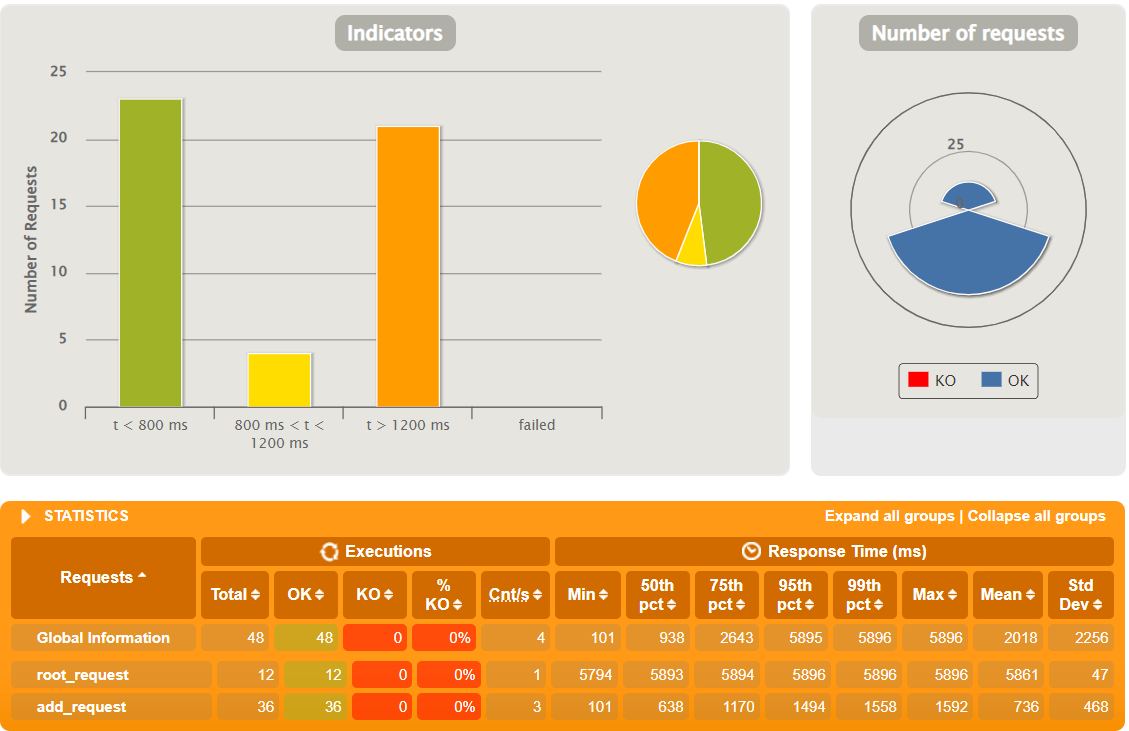 Indicators
Number of Requests
25
20
15
10
5
0
t < 800 ms
800 ms < t <
1200 ms
t > 1200 ms
failed
Number of requests
25
0
KO
OK
STATISTICS
Expand all groups | Collapse all groups
Requests
Executions
Response Time (ms)
Total
OK
KO
%
KO
Cnt/s
Min
50th
pct
75th
pct
95th
pct
99th
pct
Max
Mean
Std
Dev
Global Information 48 48 0 0% 4 101 938 2643 5895 5896 5896 2018 2256
root_request 12 12 0 0% 1 5794 5893 5894 5896 5896 5896 5861 47
add_request 36 36 0 0% 3 101 638 1170 1494 1558 1592 736 468